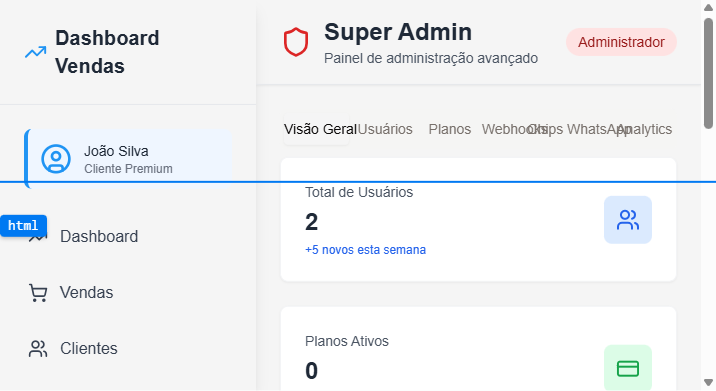 Dashboard
Vendas
João Silva
Cliente Premium
html
Dashboard
Vendas
Clientes
Super Admin
Painel de administração avançado
Administrador
Visão Geral Usuários Planos Webhooks Chips WhatsApp Analytics
Total de Usuários
2
+5 novos esta semana
Planos Ativos
0